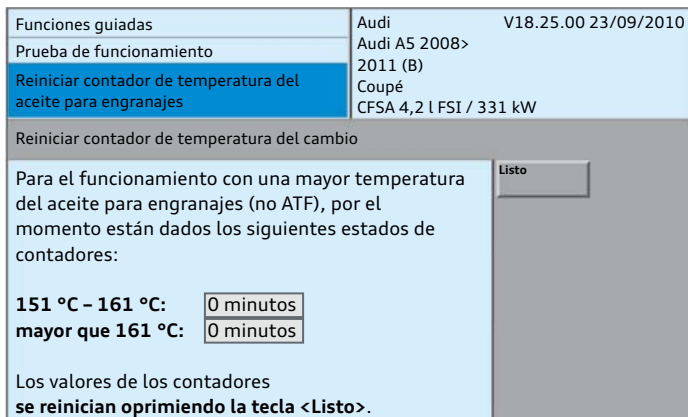 Funciones guiadas
Prueba de funcionamiento
Reiniciar contador de temperatura del
aceite para engranajes
Audi V18.25.00 23/09/2010
Audi A5 2008>
2011 (B)
Coupé
CFSA 4,2 l FSI / 331 kW
Reiniciar contador de temperatura del cambio
Para el funcionamiento con una mayor temperatura
del aceite para engranajes (no ATF), por el
momento están dados los siguientes estados de
contadores:
151 °C – 161 °C: 0 minutos
mayor que 161 °C: 0 minutos
Los valores de los contadores
se reinician oprimiendo la tecla <Listo>.
Listo